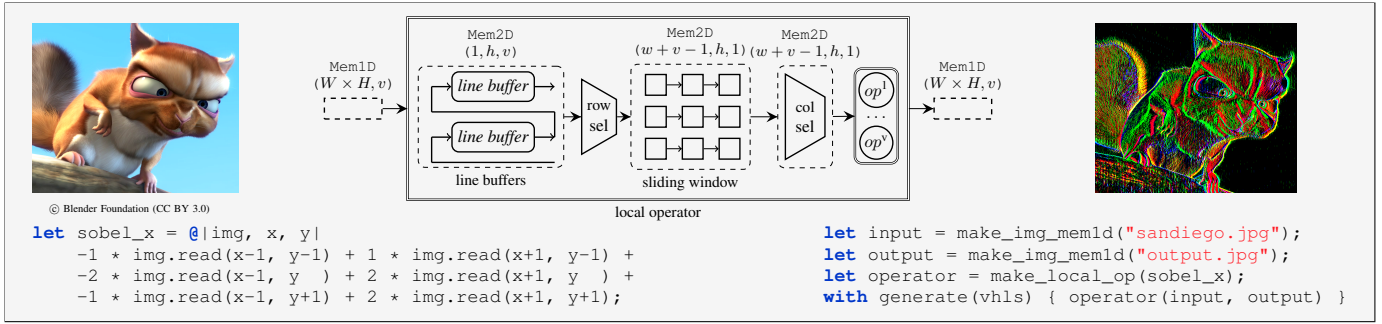 Mem1D
(W × H, v)
Mem2D
(1, h, v)
line buffer
line buffer
line buffers
row
sel
Mem2D
(w + v − 1, h, 1)
sliding window
Mem2D
(w + v − 1, h, 1)
col
sel
op¹
· · ·
opᵛ
Mem1D
(W × H, v)
local operator
© Blender Foundation (CC BY 3.0)
let sobel_x = @|img, x, y|
-1 * img.read(x-1, y-1) + 1 * img.read(x+1, y-1) +
-2 * img.read(x-1, y  ) + 2 * img.read(x+1, y  ) +
-1 * img.read(x-1, y+1) + 2 * img.read(x+1, y+1);
let input = make_img_mem1d("sandiego.jpg");
let output = make_img_mem1d("output.jpg");
let operator = make_local_op(sobel_x);
with generate(vhls) { operator(input, output) }